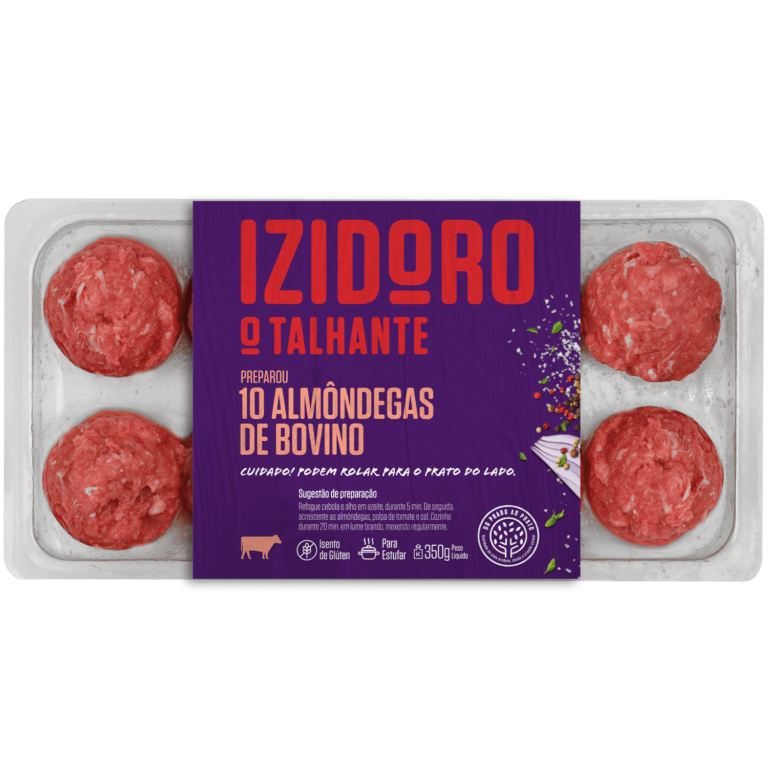 IZIDORO
O TALHANTE
PREPAROU
10 ALMÔNDEGAS
DE BOVINO
CUIDADO! PODEM ROLAR PARA O PRATO DO LADO.
Sugestão de preparação
Refogue cebola e alho em azeite, durante 5 min. De seguida,
acrescente as almôndegas, polpa de tomate e sal. Cozinhe
durante 20 min. em lume brando, mexendo regularmente.
Isento
de Glúten
Para
Estufar
350g Peso
Líquido
DO PRADO AO PRATO